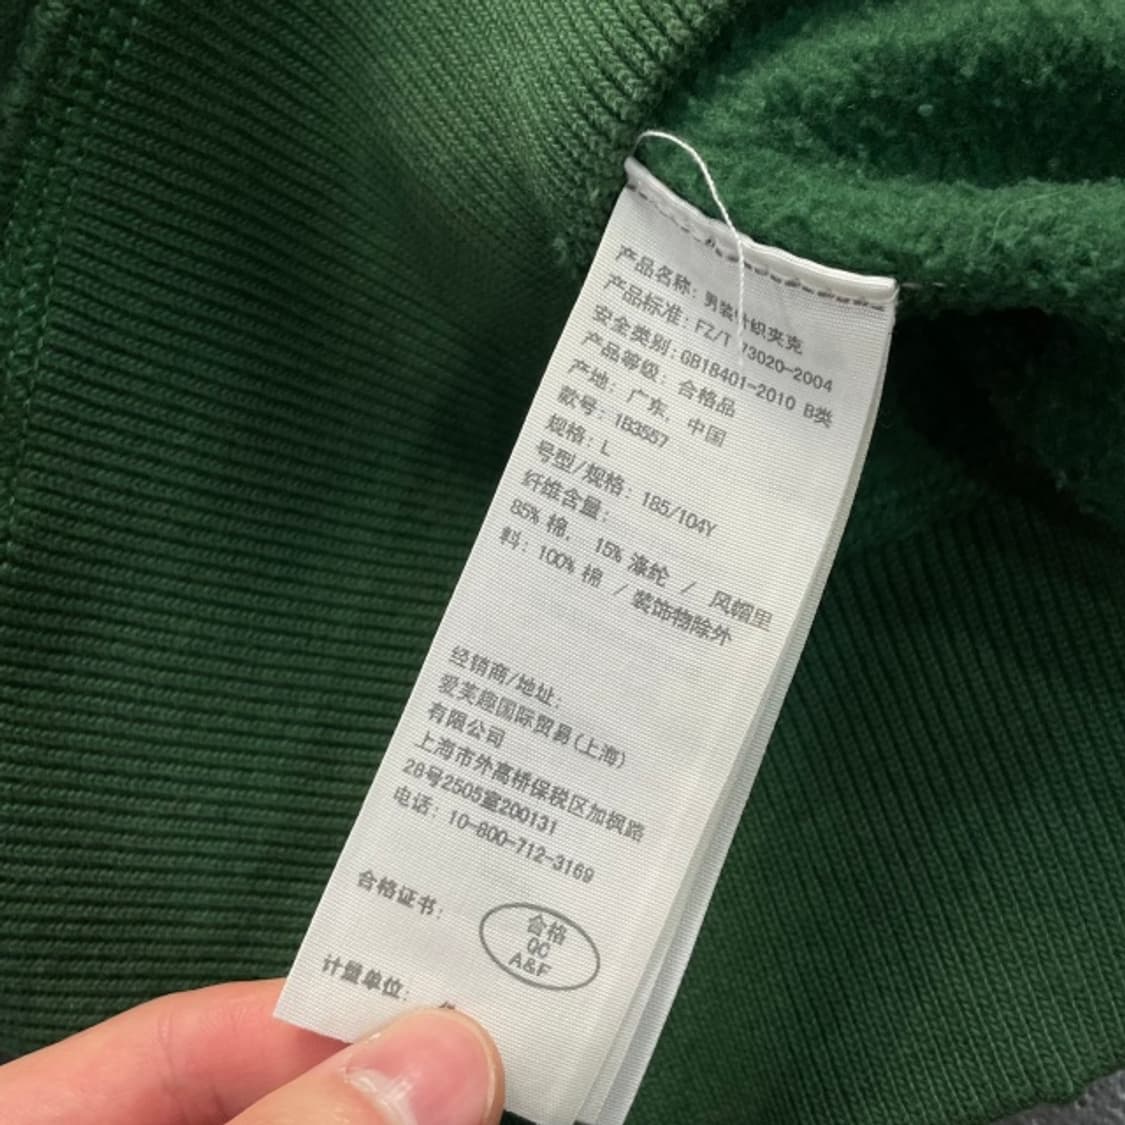 产品名称: 男装针织夹克
产品标准: FZ/T 73020-2004
安全类别: GB18401-2010 B类
产品等级: 合格品
产地: 广东, 中国
款号: 183557
规格: L
号型/规格: 185/104Y
纤维含量:
85% 棉, 15% 涤纶 / 风帽里
料: 100% 棉 / 装饰物除外
经销商/地址:
爱芙趣国际贸易(上海)
有限公司
上海市外高桥保税区加枫路
28号2505室200131
电话: 10-800-712-3169
合格证书:
合格
QC
A&F
计量单位: